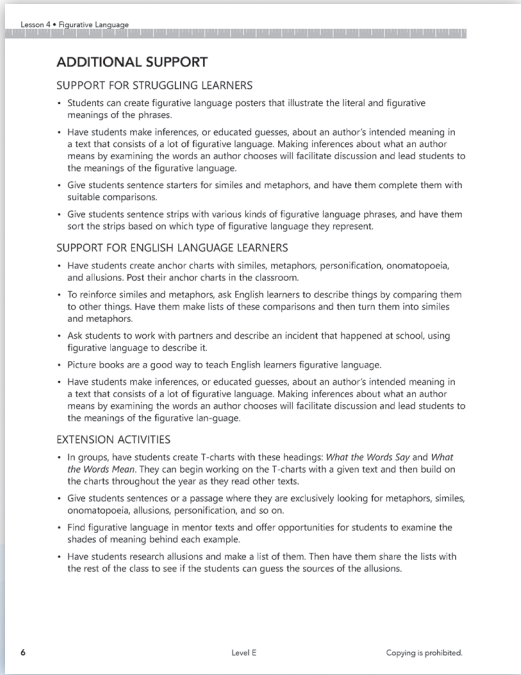 Lesson 4 • Figurative Language
ADDITIONAL SUPPORT
SUPPORT FOR STRUGGLING LEARNERS
• Students can create figurative language posters that illustrate the literal and figurative
meanings of the phrases.
• Have students make inferences, or educated guesses, about an author's intended meaning in
a text that consists of a lot of figurative language. Making inferences about what an author
means by examining the words an author chooses will facilitate discussion and lead students to
the meanings of the figurative language.
• Give students sentence starters for similes and metaphors, and have them complete them with
suitable comparisons.
• Give students sentence strips with various kinds of figurative language phrases, and have them
sort the strips based on which type of figurative language they represent.
SUPPORT FOR ENGLISH LANGUAGE LEARNERS
• Have students create anchor charts with similes, metaphors, personification, onomatopoeia,
and allusions. Post their anchor charts in the classroom.
• To reinforce similes and metaphors, ask English learners to describe things by comparing them
to other things. Have them make lists of these comparisons and then turn them into similes
and metaphors.
• Ask students to work with partners and describe an incident that happened at school, using
figurative language to describe it.
• Picture books are a good way to teach English learners figurative language.
• Have students make inferences, or educated guesses, about an author's intended meaning in
a text that consists of a lot of figurative language. Making inferences about what an author
means by examining the words an author chooses will facilitate discussion and lead students to
the meanings of the figurative lan-guage.
EXTENSION ACTIVITIES
• In groups, have students create T-charts with these headings: What the Words Say and What
the Words Mean. They can begin working on the T-charts with a given text and then build on
the charts throughout the year as they read other texts.
• Give students sentences or a passage where they are exclusively looking for metaphors, similes,
onomatopoeia, allusions, personification, and so on.
• Find figurative language in mentor texts and offer opportunities for students to examine the
shades of meaning behind each example.
• Have students research allusions and make a list of them. Then have them share the lists with
the rest of the class to see if the students can guess the sources of the allusions.
6 Level E Copying is prohibited.